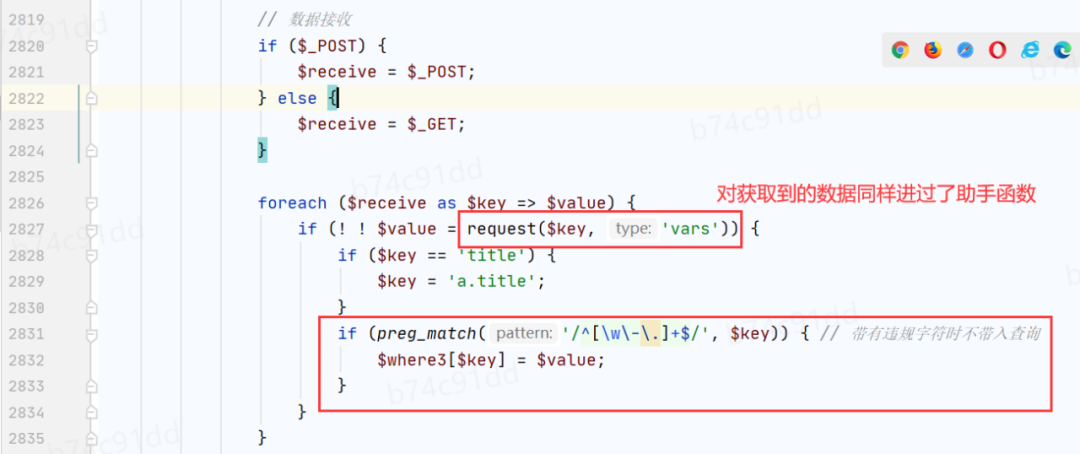 2819 // 数据接收
2820 if ($_POST) {
2821 $receive = $_POST;
2822 } else {
2823 $receive = $_GET;
2824 }
2825
2826 foreach ($receive as $key => $value) {
对获取到的数据同样进过了助手函数
2827 if (! ! $value = request($key, type: 'vars')) {
2828 if ($key == 'title') {
2829 $key = 'a.title';
2830 }
2831 if (preg_match( pattern: '/^[\w\-\.]+$/', $key)) { // 带有违规字符时不带入查询
2832 $where3[$key] = $value;
2833 }
2834 }
2835 }
b74c91dd
b74c91dd
b74c91dd
b74c91dd
b74c91dd